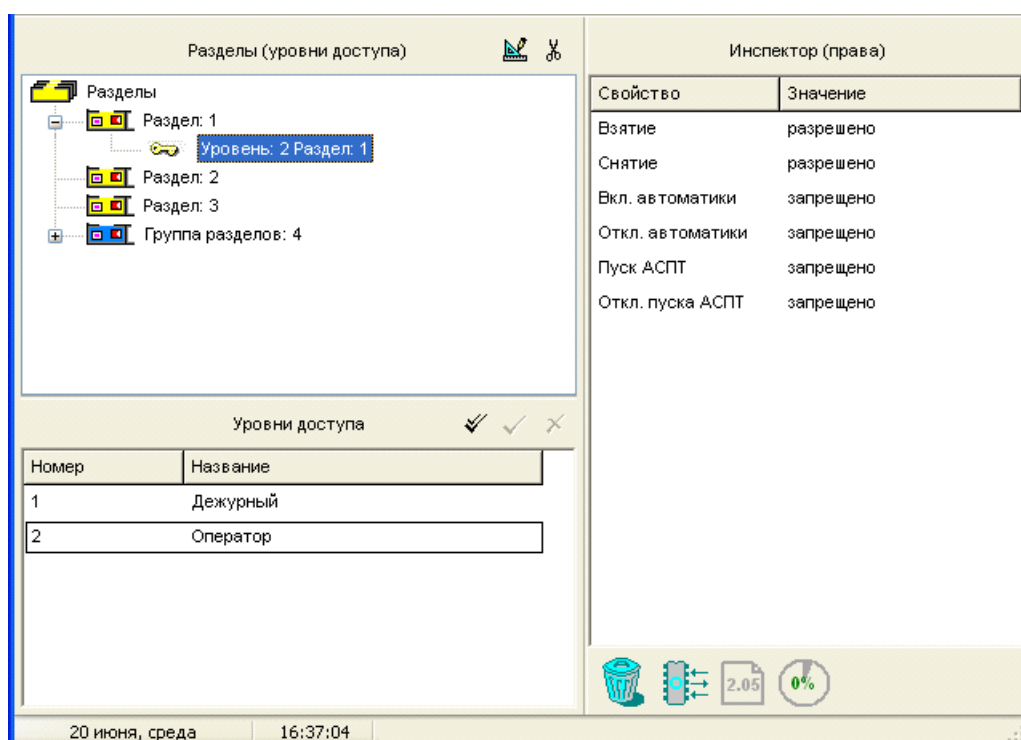 Разделы (уровни доступа)
Разделы
Раздел: 1
Уровень: 2 Раздел: 1
Раздел: 2
Раздел: 3
Группа разделов: 4
Уровни доступа
Номер Название
1 Дежурный
2 Оператор
Инспектор (права)
Свойство Значение
Взятие разрешено
Снятие разрешено
Вкл. автоматики запрещено
Откл. автоматики запрещено
Пуск АСПТ запрещено
Откл. пуска АСПТ запрещено
2.05 0%
20 июня, среда 16:37:04